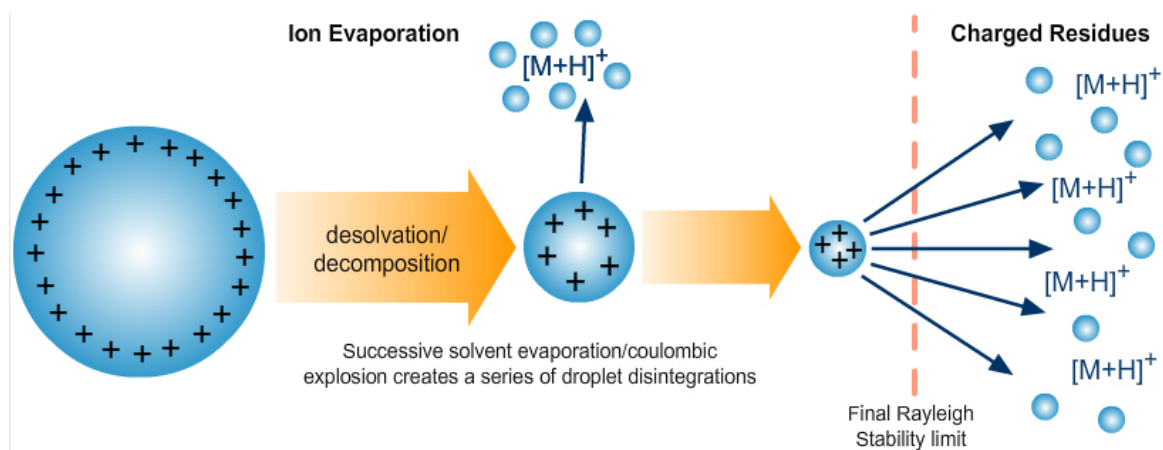 Ion Evaporation
[M+H]+
desolvation/
decomposition
Successive solvent evaporation/coulombic
explosion creates a series of droplet disintegrations
Final Rayleigh
Stability limit
Charged Residues
[M+H]+
[M+H]+
[M+H]+
[M+H]+